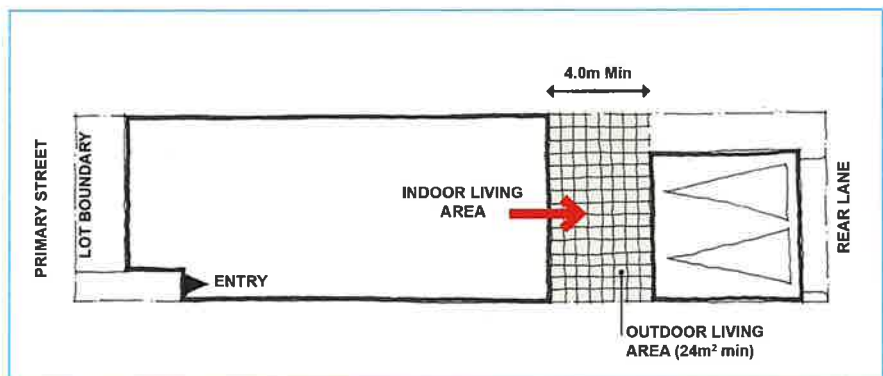 4.0m Min
PRIMARY STREET
LOT BOUNDARY
INDOOR LIVING
AREA
REAR LANE
ENTRY
OUTDOOR LIVING
AREA (24m² min)